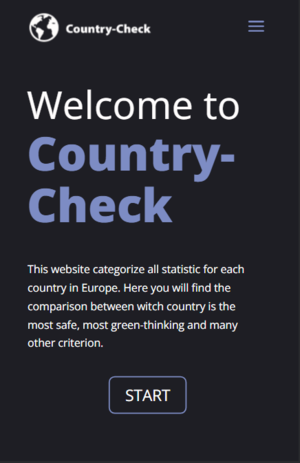 Country-Check
Welcome to
Country-
Check
This website categorize all statistic for each
country in Europe. Here you will find the
comparison between witch country is the
most safe, most green-thinking and many
other criterion.
START